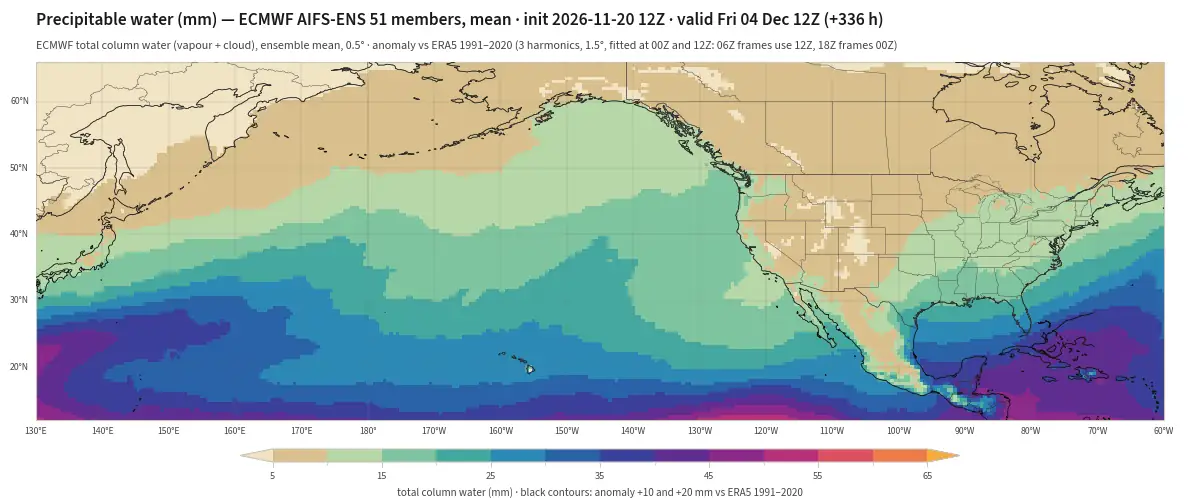 Precipitable water (mm) — ECMWF AIFS-ENS 51 members, mean · init 2026-11-20 12Z · valid Fri 04 Dec 12Z (+336 h)
ECMWF total column water (vapour + cloud), ensemble mean, 0.5° · anomaly vs ERA5 1991–2020 (3 harmonics, 1.5°, fitted at 00Z and 12Z: 06Z frames use 12Z, 18Z frames 00Z)
60°N
50°N
40°N
30°N
20°N
130°E 140°E 150°E 160°E 170°E 180° 170°W 160°W 150°W 140°W 130°W 120°W 110°W 100°W 90°W 80°W 70°W 60°W
5 15 25 35 45 55 65
total column water (mm) · black contours: anomaly +10 and +20 mm vs ERA5 1991–2020